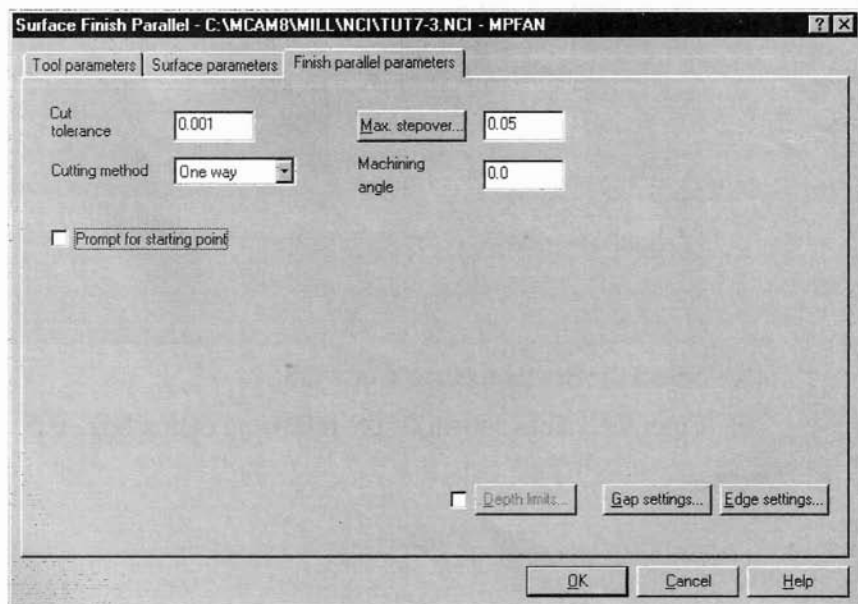 Surface Finish Parallel - C:\MCAM8\MILL\NCI\TUT7-3.NCI - MPFAN
Tool parameters
Surface parameters
Finish parallel parameters
Cut
tolerance
0.001
Max. stepover...
0.05
Cutting method
One way
Machining
angle
0.0
Prompt for starting point
Depth limits...
Gap settings...
Edge settings...
OK
Cancel
Help